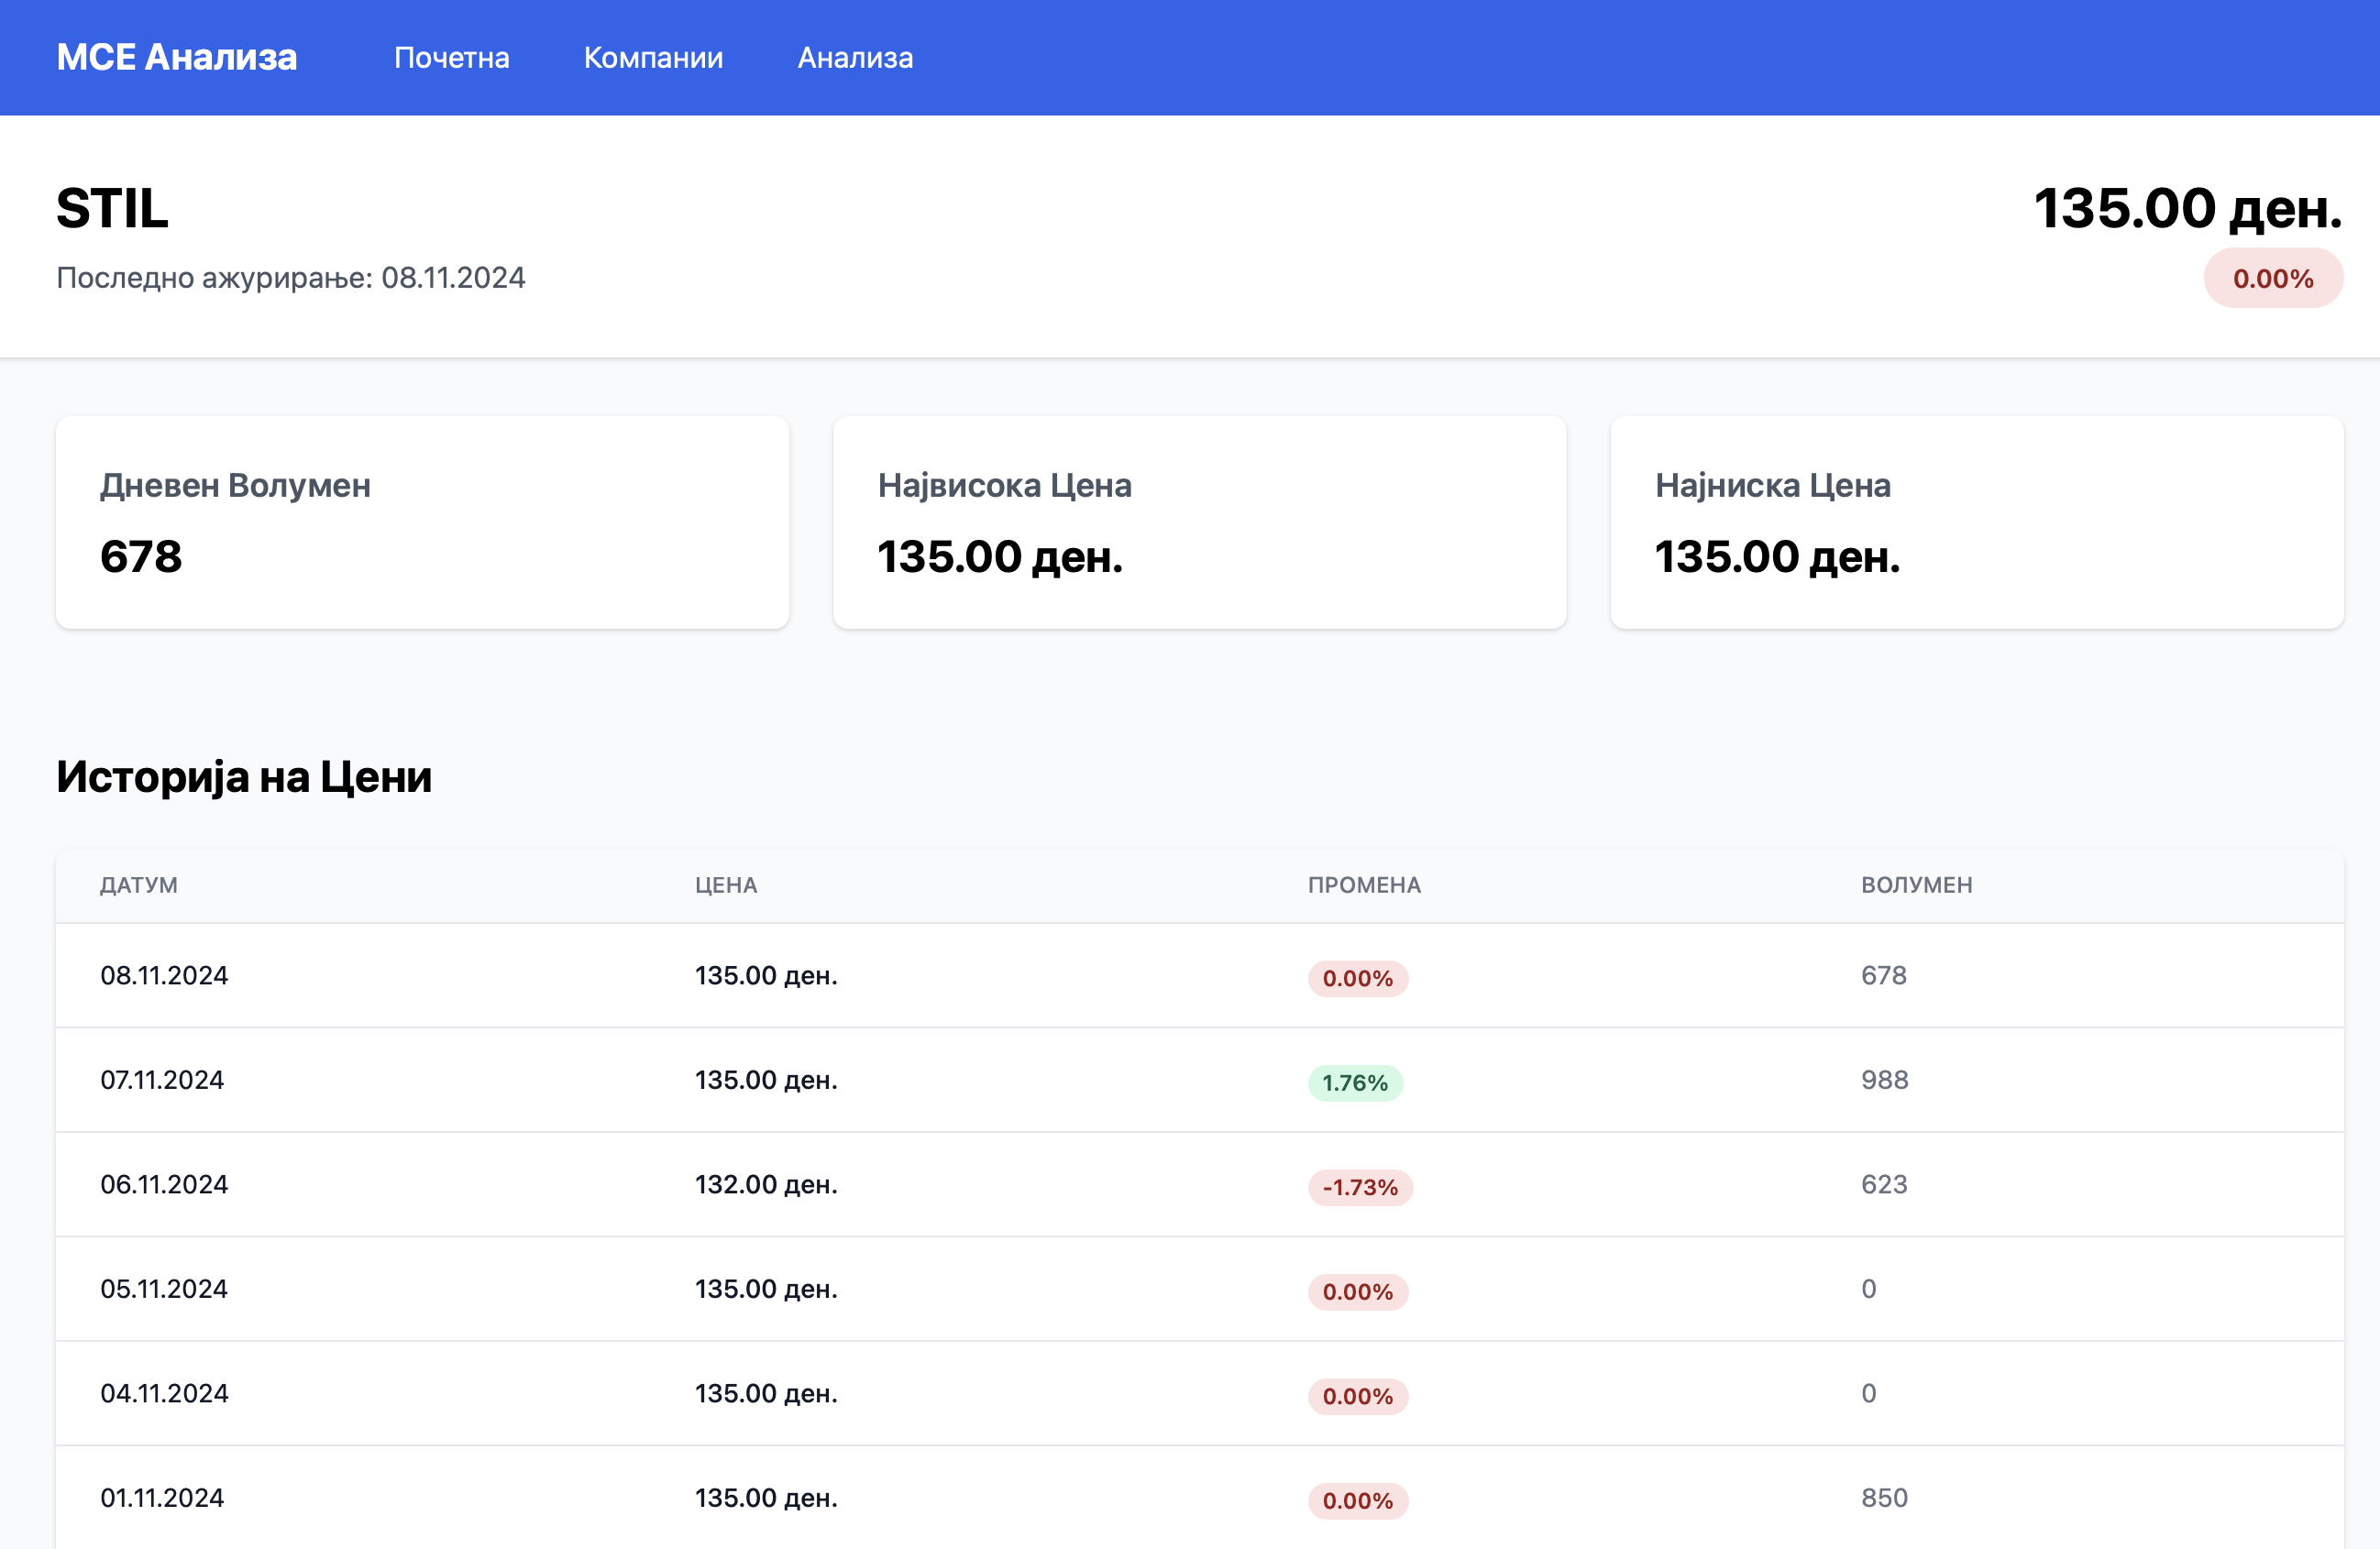 МСЕ Анализа Почетна Компании Анализа
STIL 135.00 ден.
Последно ажурирање: 08.11.2024 0.00%
Дневен Волумен Највисока Цена Најниска Цена
678 135.00 ден. 135.00 ден.
Историја на Цени
ДАТУМ ЦЕНА ПРОМЕНА ВОЛУМЕН
08.11.2024 135.00 ден. 0.00% 678
07.11.2024 135.00 ден. 1.76% 988
06.11.2024 132.00 ден. -1.73% 623
05.11.2024 135.00 ден. 0.00% 0
04.11.2024 135.00 ден. 0.00% 0
01.11.2024 135.00 ден. 0.00% 850